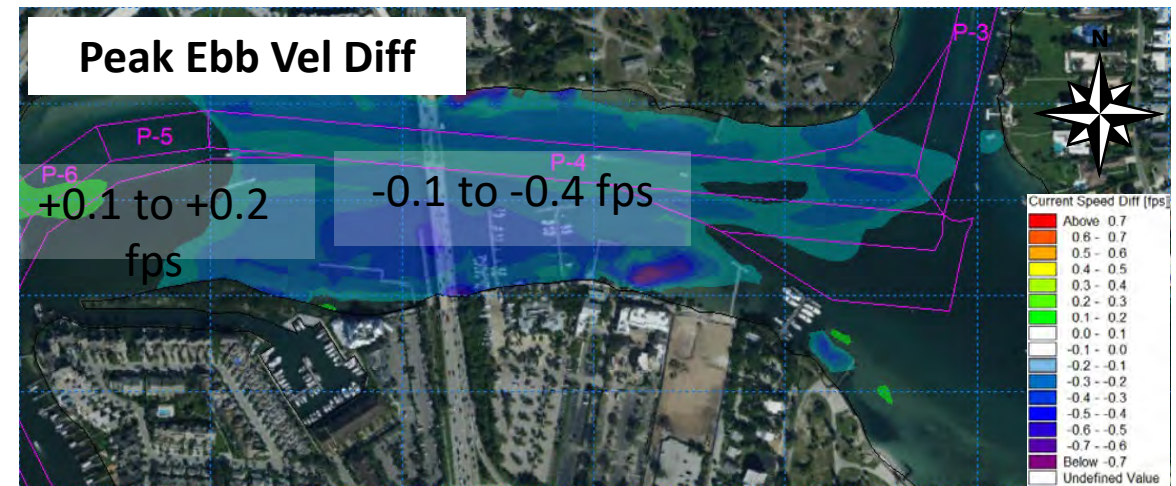 Peak Ebb Vel Diff
P-3
N
P-5
P-4
P-6
+0.1 to +0.2
fps
-0.1 to -0.4 fps
Current Speed Diff [fps]
Above 0.7
0.6 - 0.7
0.5 - 0.6
0.4 - 0.5
0.3 - 0.4
0.2 - 0.3
0.1 - 0.2
0.0 - 0.1
-0.1 - 0.0
-0.2 - -0.1
-0.3 - -0.2
-0.4 - -0.3
-0.5 - -0.4
-0.6 - -0.5
-0.7 - -0.6
Below -0.7
Undefined Value